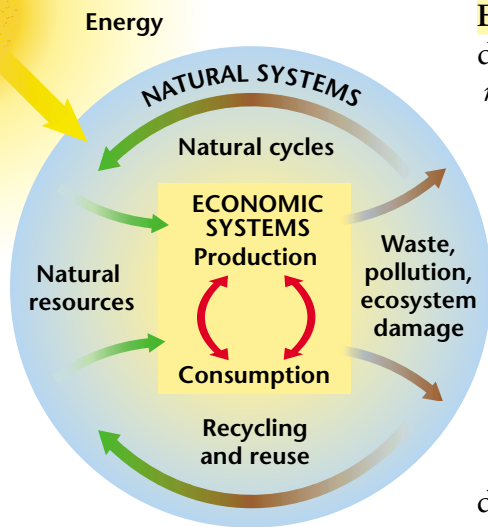 Energy
NATURAL SYSTEMS
Natural cycles
ECONOMIC
SYSTEMS
Production
Natural
resources
Waste,
pollution,
ecosystem
damage
Consumption
Recycling
and reuse